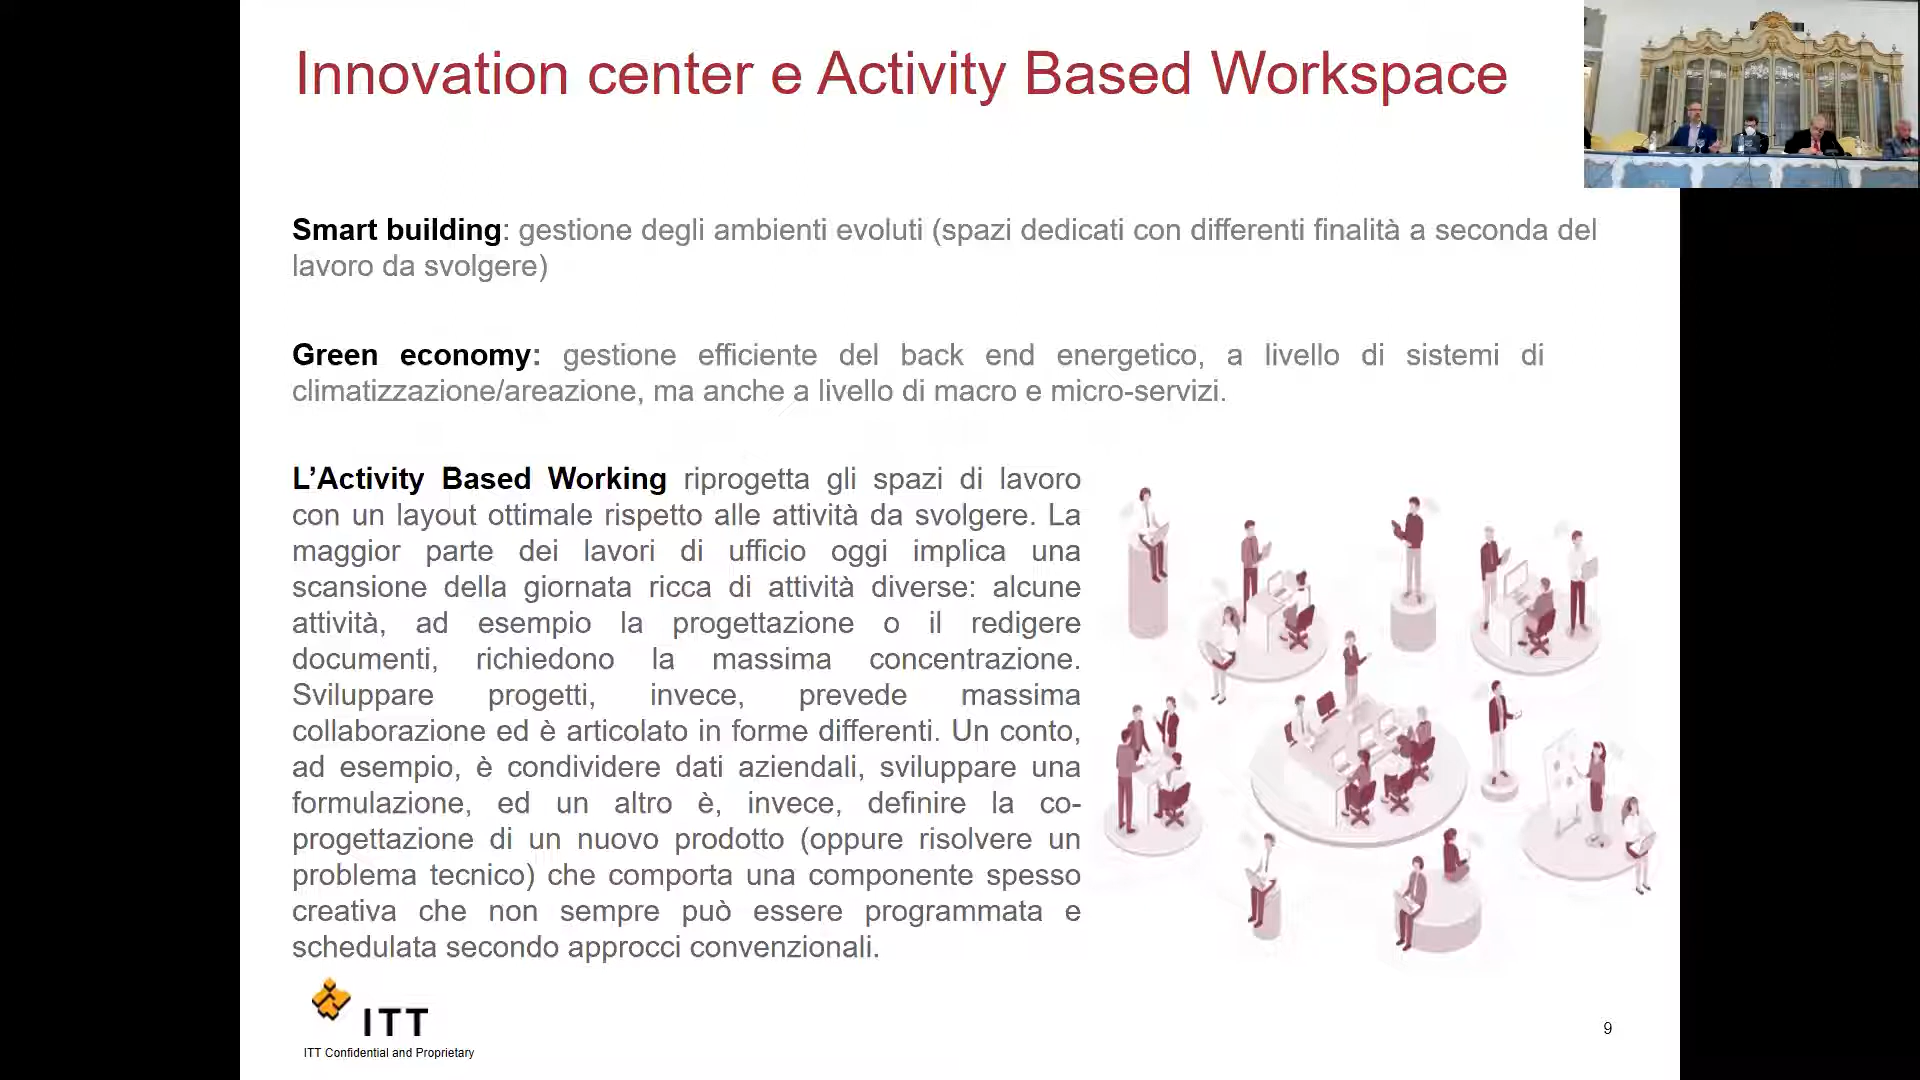 Innovation center e Activity Based Workspace
Smart building: gestione degli ambienti evoluti (spazi dedicati con differenti finalità a seconda del
lavoro da svolgere)
Green economy: gestione efficiente del back end energetico, a livello di sistemi di
climatizzazione/areazione, ma anche a livello di macro e micro-servizi.
L’Activity Based Working riprogetta gli spazi di lavoro
con un layout ottimale rispetto alle attività da svolgere. La
maggior parte dei lavori di ufficio oggi implica una
scansione della giornata ricca di attività diverse: alcune
attività, ad esempio la progettazione o il redigere
documenti, richiedono la massima concentrazione.
Sviluppare progetti, invece, prevede massima
collaborazione ed è articolato in forme differenti. Un conto,
ad esempio, è condividere dati aziendali, sviluppare una
formulazione, ed un altro è, invece, definire la co-
progettazione di un nuovo prodotto (oppure risolvere un
problema tecnico) che comporta una componente spesso
creativa che non sempre può essere programmata e
schedulata secondo approcci convenzionali.
ITT
ITT Confidential and Proprietary
9